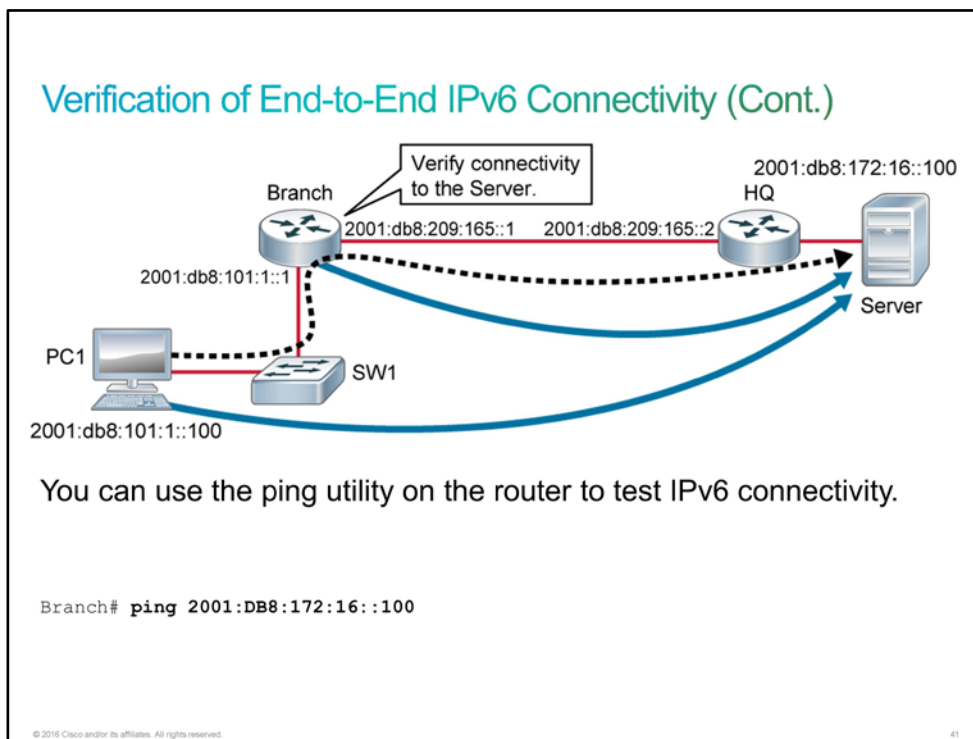 Verification of End-to-End IPv6 Connectivity (Cont.)
Verify connectivity
to the Server.
2001:db8:172:16::100
Branch
HQ
2001:db8:209:165::1
2001:db8:209:165::2
2001:db8:101:1::1
Server
PC1
SW1
2001:db8:101:1::100
You can use the ping utility on the router to test IPv6 connectivity.
Branch# ping 2001:DB8:172:16::100
© 2016 Cisco and/or its affiliates. All rights reserved.
41